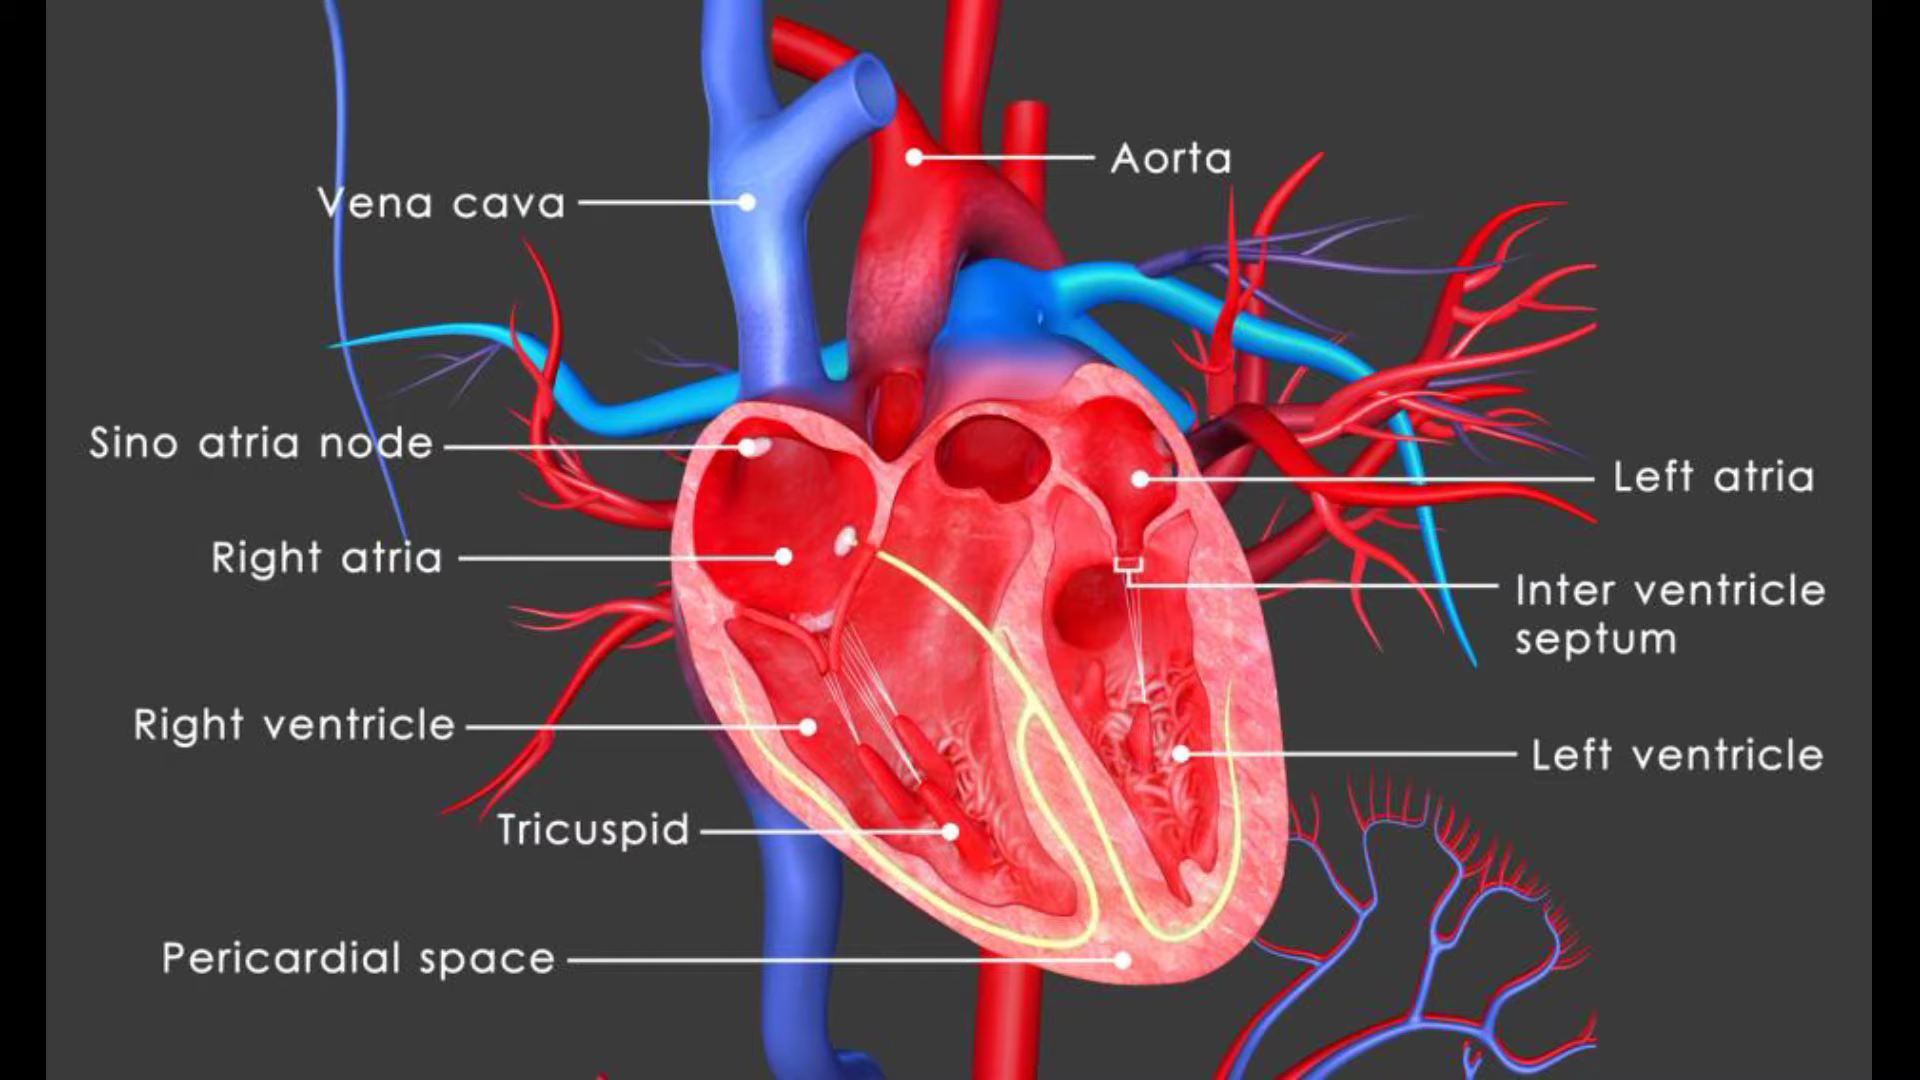 Aorta
Vena cava
Sino atria node
Left atria
Right atria
Inter ventricle
septum
Right ventricle
Left ventricle
Tricuspid
Pericardial space